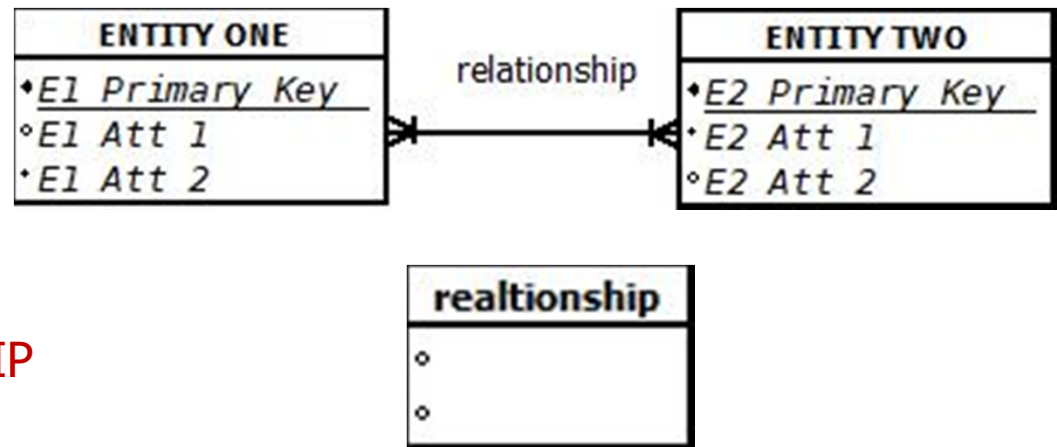 ENTITY ONE
E1 Primary Key
E1 Att 1
E1 Att 2
relationship
ENTITY TWO
E2 Primary Key
E2 Att 1
E2 Att 2
realtionship
IP